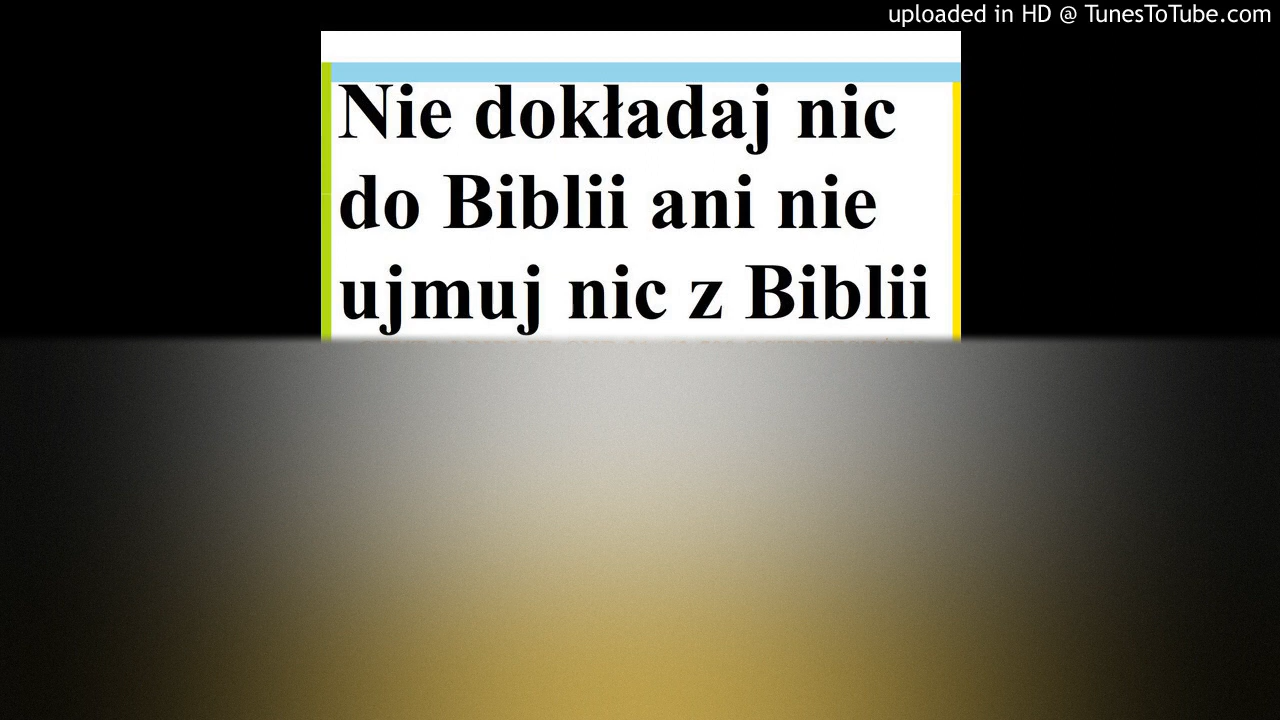 uploaded in HD @ TunesToTube.com
Nie dokładaj nic
do Biblii ani nie
ujmuj nic z Biblii